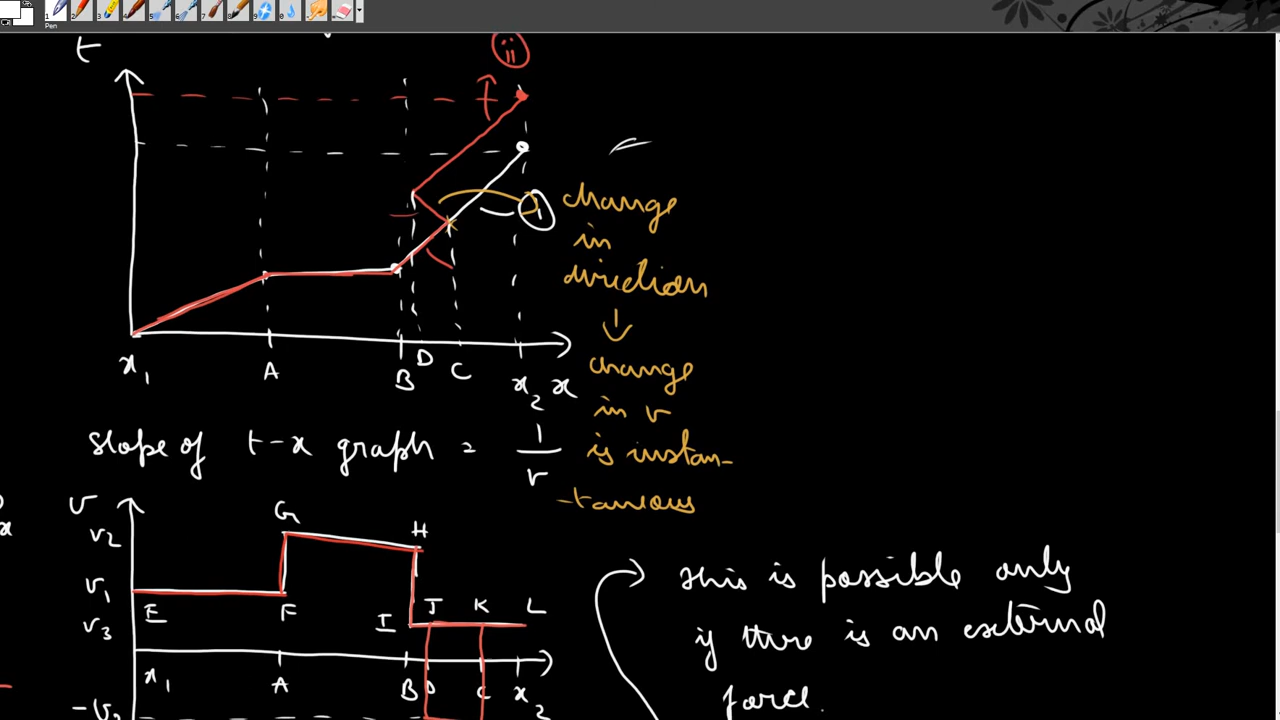 t
ii
i
change
in
direction
↓
change
in v
is instan-
-taneous
x1 A B D C x2 x
slope of t-x graph = 1/v
v
v2 G H
v1 E F
v3 I J K L
x1 A B D C x2
x
this is possible only
if there is an external
force.
Pen